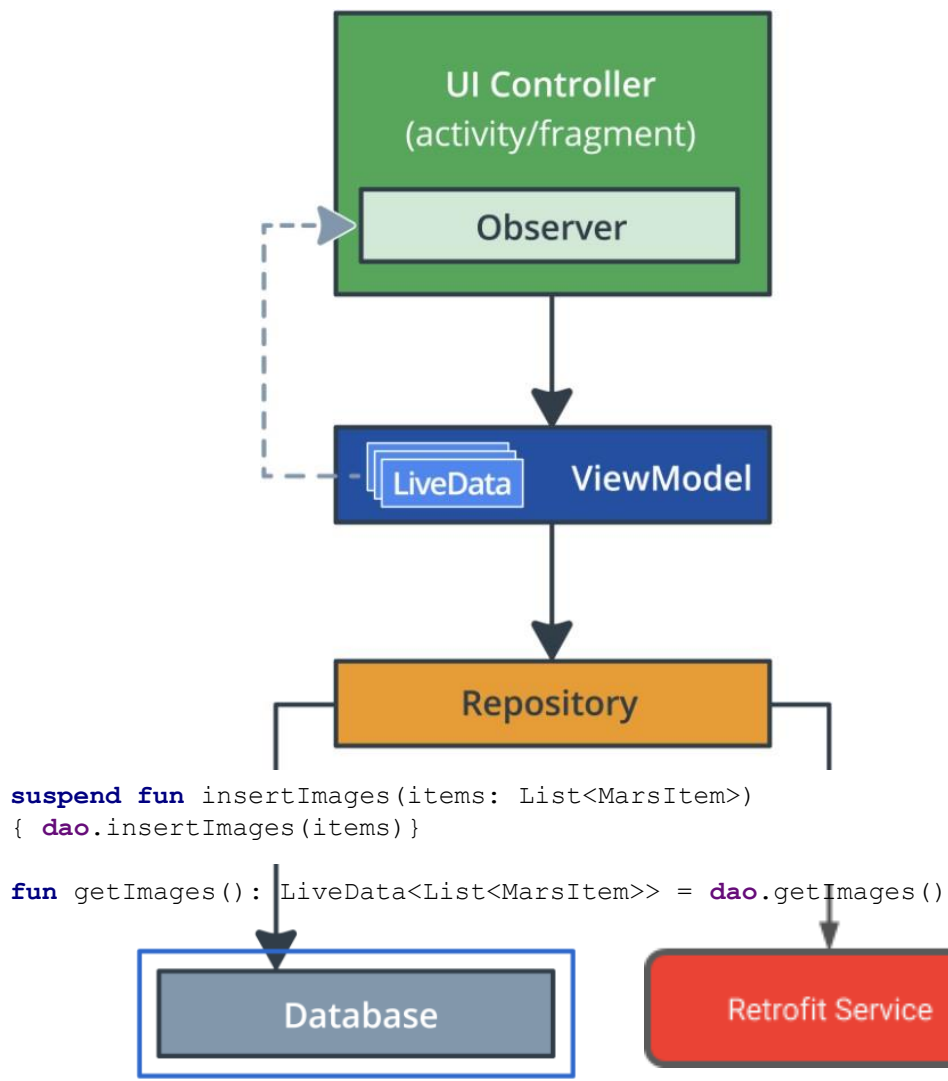 UI Controller
(activity/fragment)
Observer
LiveData
ViewModel
Repository
suspend fun insertImages(items: List<MarsItem>)
{ dao.insertImages(items)}
fun getImages(): LiveData<List<MarsItem>> = dao.getImages()
Database
Retrofit Service